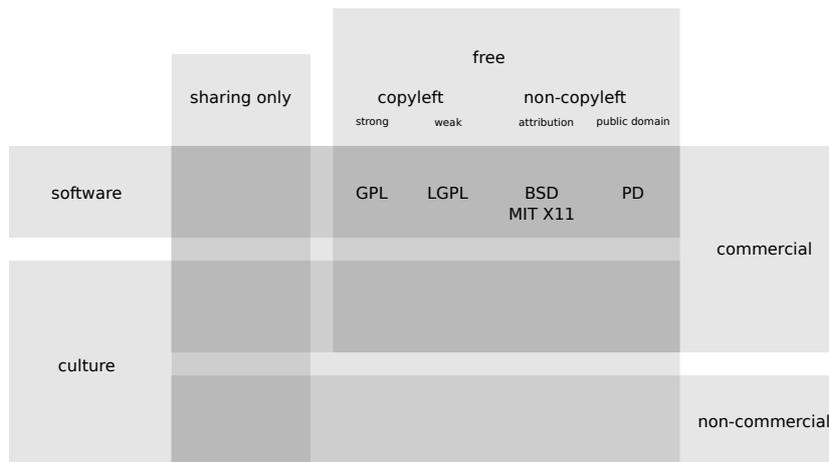 free
sharing only
copyleft
non-copyleft
strong
weak
attribution
public domain
software
GPL
LGPL
BSD
PD
MIT X11
commercial
culture
non-commercial